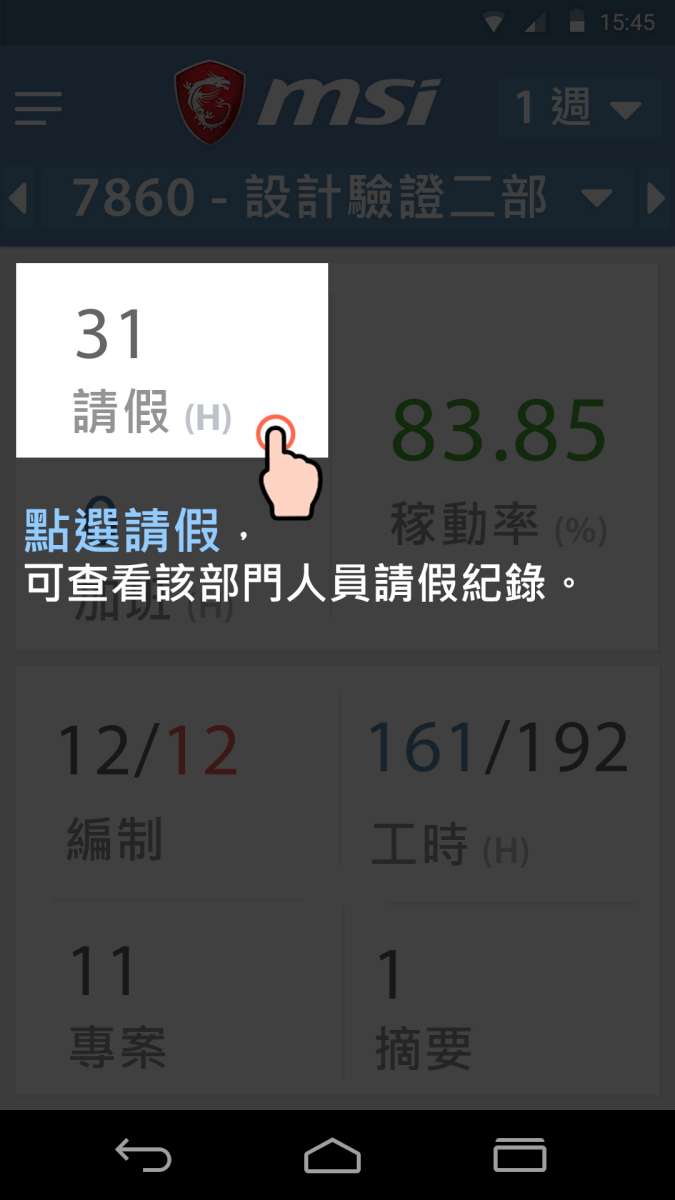 15:45
msi
1 週
7860 - 設計驗證二部
31
請假 (H)
83.85
稼動率 (%)
0
加班 (H)
點選請假，
可查看該部門人員請假紀錄。
12/12
編制
161/192
工時 (H)
11
專案
1
摘要